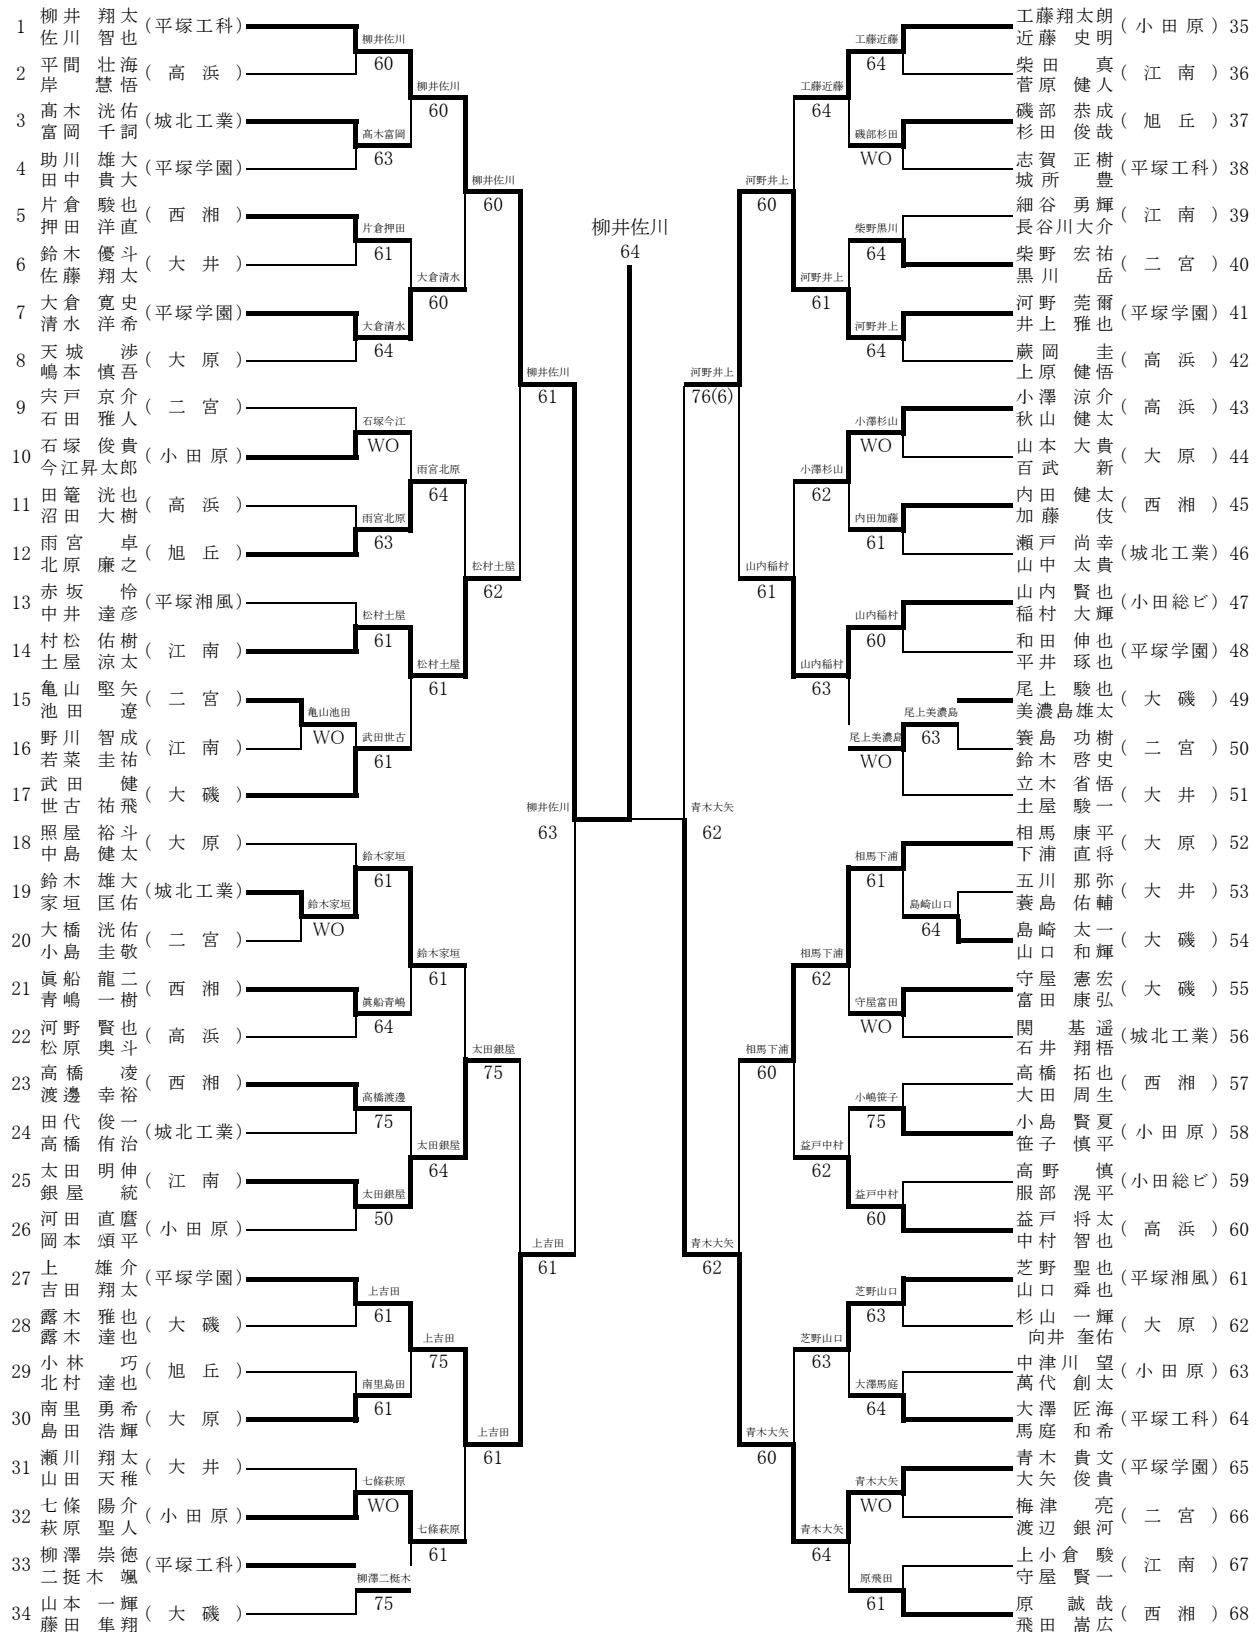 1 柳井 翔太 佐川 智也 (平塚工科)
2 平間 壮海 岸 慧悟 (高浜)
3 髙木 洸佑 富岡 千詞 (城北工業)
4 助川 雄大 田中 貴大 (平塚学園)
5 片倉 駿也 押田 洋直 (西湘)
6 鈴木 優斗 佐藤 翔太 (大井)
7 大倉 寛史 清水 洋希 (平塚学園)
8 天城 渉 嶋本 慎吾 (大原)
9 宍戸 京介 石田 雅人 (二宮)
10 石塚 俊貴 今江昇太郎 (小田原)
11 田篭 洸也 沼田 大樹 (高浜)
12 雨宮 卓 北原 廉之 (旭丘)
13 赤坂 怜 中井 達彦 (平塚湘風)
14 村松 佑樹 土屋 涼太 (江南)
15 亀山 堅矢 池田 遼 (二宮)
16 野川 智成 若菜 圭祐 (江南)
17 武田 健 世古 祐飛 (大磯)
18 照屋 裕斗 中島 健太 (大原)
19 鈴木 雄大 家垣 匡佑 (城北工業)
20 大橋 洸佑 小島 圭敬 (二宮)
21 眞船 龍二 青嶋 一樹 (西湘)
22 河野 賢也 松原 奥斗 (高浜)
23 高橋 凌 渡邊 幸裕 (西湘)
24 田代 俊一 高橋 侑治 (城北工業)
25 太田 明伸 銀屋 統 (江南)
26 河田 直麿 岡本 頌平 (小田原)
27 上 雄介 吉田 翔太 (平塚学園)
28 露木 雅也 露木 達也 (大磯)
29 小林 巧 北村 達也 (旭丘)
30 南里 勇希 島田 浩輝 (大原)
31 瀬川 翔太 山田 天稚 (大井)
32 七條 陽介 萩原 聖人 (小田原)
33 柳澤 崇徳 二挺木 颯 (平塚工科)
34 山本 一輝 藤田 隼翔 (大磯)
柳井佐川
60
髙木富岡
63
片倉押田
61
大倉清水
64
石塚今江
WO
雨宮北原
63
松村土屋
61
亀山池田
WO
武田世古
61
鈴木家垣
61
鈴木家垣
WO
眞船青嶋
64
高橋渡邊
75
太田銀屋
50
上吉田
61
南里島田
61
七條萩原
WO
柳澤二梃木
75
柳井佐川
60
大倉清水
60
雨宮北原
64
松村土屋
61
鈴木家垣
61
太田銀屋
64
上吉田
75
七條萩原
61
柳井佐川
60
松村土屋
62
太田銀屋
75
上吉田
61
柳井佐川
61
上吉田
61
柳井佐川
63
柳井佐川
64
青木大矢
62
河野井上
76(6)
青木大矢
62
河野井上
60
山内稲村
61
相馬下浦
60
青木大矢
60
工藤近藤
64
河野井上
61
小澤杉山
62
山内稲村
63
相馬下浦
62
益戸中村
62
芝野山口
63
青木大矢
64
工藤近藤
64
磯部杉田
WO
柴野黒川
64
河野井上
64
小澤杉山
WO
内田加藤
61
山内稲村
60
尾上美濃島
63
尾上美濃島
WO
相馬下浦
61
島崎山口
64
守屋富田
WO
小嶋笹子
75
益戸中村
60
芝野山口
63
大澤馬庭
64
青木大矢
WO
原飛田
61
工藤翔太朗 近藤 史明 (小田原) 35
柴田 真 菅原 健人 (江南) 36
磯部 恭成 杉田 俊哉 (旭丘) 37
志賀 正樹 城所 豊 (平塚工科) 38
細谷 勇輝 長谷川大介 (江南) 39
柴野 宏祐 黒川 岳 (二宮) 40
河野 莞爾 井上 雅也 (平塚学園) 41
蕨岡 圭 上原 健悟 (高浜) 42
小澤 涼介 秋山 健太 (高浜) 43
山本 大貴 百武 新 (大原) 44
内田 健太 加藤 伎 (西湘) 45
瀬戸 尚幸 山中 太貴 (城北工業) 46
山内 賢也 稲村 大輝 (小田総ビ) 47
和田 伸也 平井 琢也 (平塚学園) 48
尾上 駿也 美濃島雄太 (大磯) 49
簑島 功樹 鈴木 啓史 (二宮) 50
立木 省悟 土屋 駿一 (大井) 51
相馬 康平 下浦 直将 (大原) 52
五川 那弥 蓑島 佑輔 (大井) 53
島崎 太一 山口 和輝 (大磯) 54
守屋 憲宏 富田 康弘 (大磯) 55
関 基遥 石井 翔梧 (城北工業) 56
高橋 拓也 大田 周生 (西湘) 57
小島 賢夏 笹子 慎平 (小田原) 58
高野 慎 服部 滉平 (小田総ビ) 59
益戸 将太 中村 智也 (高浜) 60
芝野 聖也 山口 舜也 (平塚湘風) 61
杉山 一輝 向井 奎佑 (大原) 62
中津川 望 萬代 創太 (小田原) 63
大澤 匠海 馬庭 和希 (平塚工科) 64
青木 貴文 大矢 俊貴 (平塚学園) 65
梅津 亮 渡辺 銀河 (二宮) 66
上小倉 駿 守屋 賢一 (江南) 67
原 誠哉 飛田 嵩広 (西湘) 68